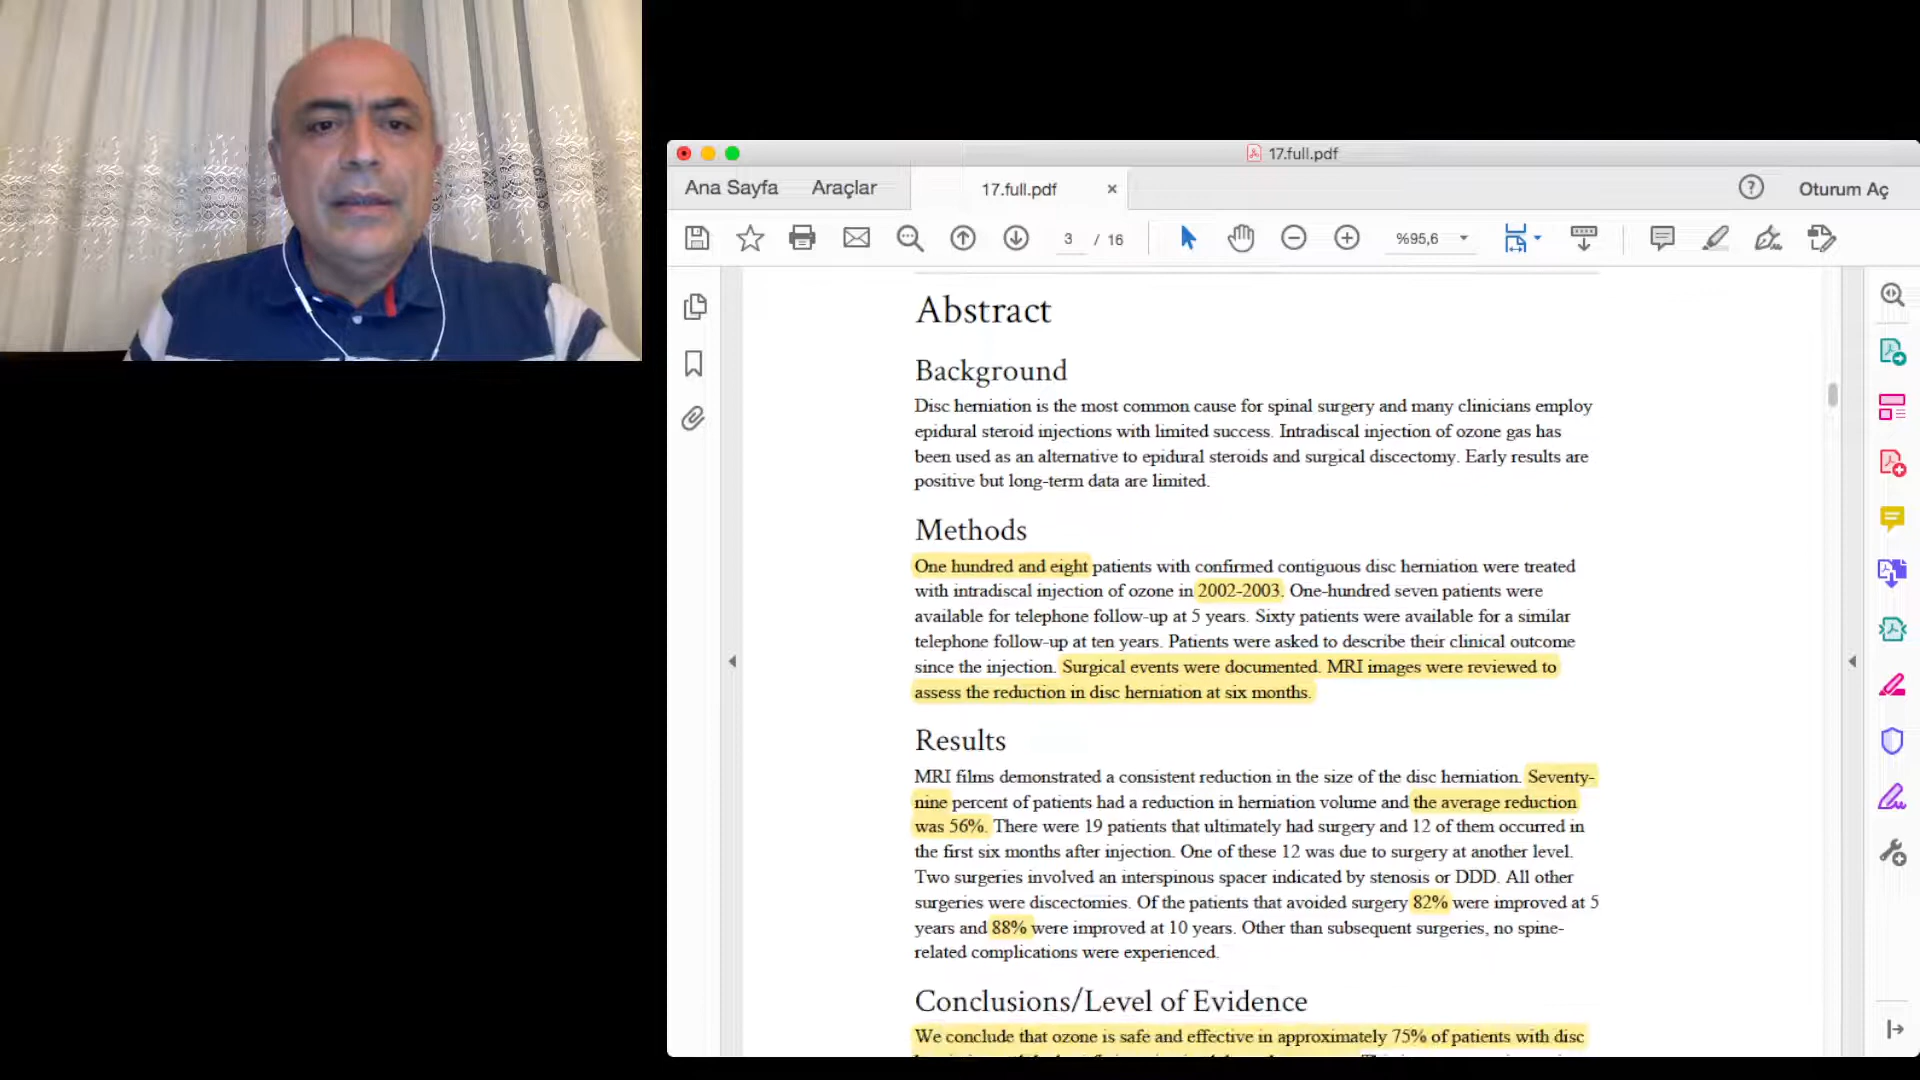 17.full.pdf
Ana Sayfa Araçlar 17.full.pdf Oturum Aç
3 / 16 %95,6
Abstract
Background
Disc herniation is the most common cause for spinal surgery and many clinicians employ
epidural steroid injections with limited success. Intradiscal injection of ozone gas has
been used as an alternative to epidural steroids and surgical discectomy. Early results are
positive but long-term data are limited.
Methods
One hundred and eight patients with confirmed contiguous disc herniation were treated
with intradiscal injection of ozone in 2002-2003. One-hundred seven patients were
available for telephone follow-up at 5 years. Sixty patients were available for a similar
telephone follow-up at ten years. Patients were asked to describe their clinical outcome
since the injection. Surgical events were documented. MRI images were reviewed to
assess the reduction in disc herniation at six months.
Results
MRI films demonstrated a consistent reduction in the size of the disc herniation. Seventy-
nine percent of patients had a reduction in herniation volume and the average reduction
was 56%. There were 19 patients that ultimately had surgery and 12 of them occurred in
the first six months after injection. One of these 12 was due to surgery at another level.
Two surgeries involved an interspinous spacer indicated by stenosis or DDD. All other
surgeries were discectomies. Of the patients that avoided surgery 82% were improved at 5
years and 88% were improved at 10 years. Other than subsequent surgeries, no spine-
related complications were experienced.
Conclusions/Level of Evidence
We conclude that ozone is safe and effective in approximately 75% of patients with disc